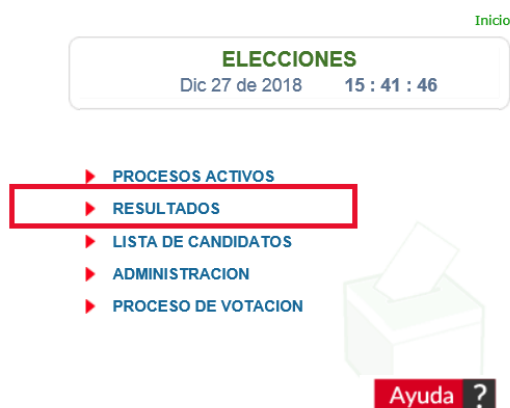 Inicio
ELECCIONES
Dic 27 de 2018 15 : 41 : 46
PROCESOS ACTIVOS
RESULTADOS
LISTA DE CANDIDATOS
ADMINISTRACION
PROCESO DE VOTACION
Ayuda ?